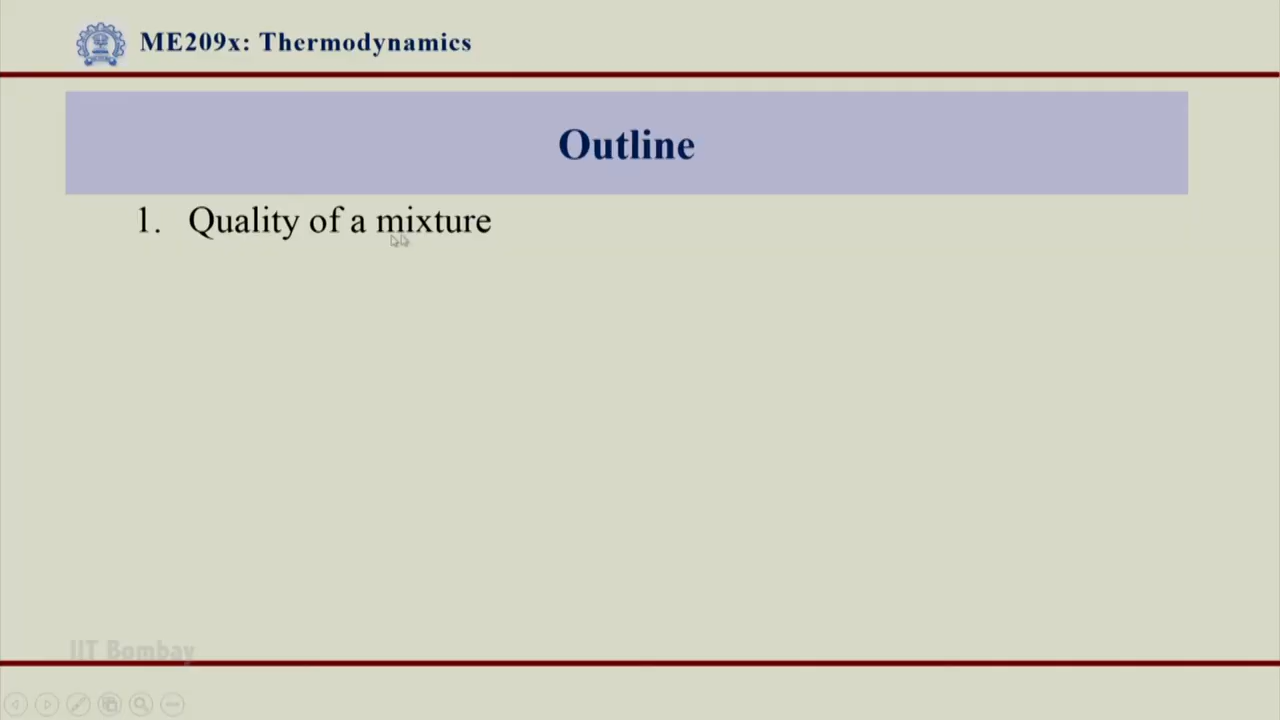 ME209x: Thermodynamics
Outline
1. Quality of a mixture
IIT Bombay